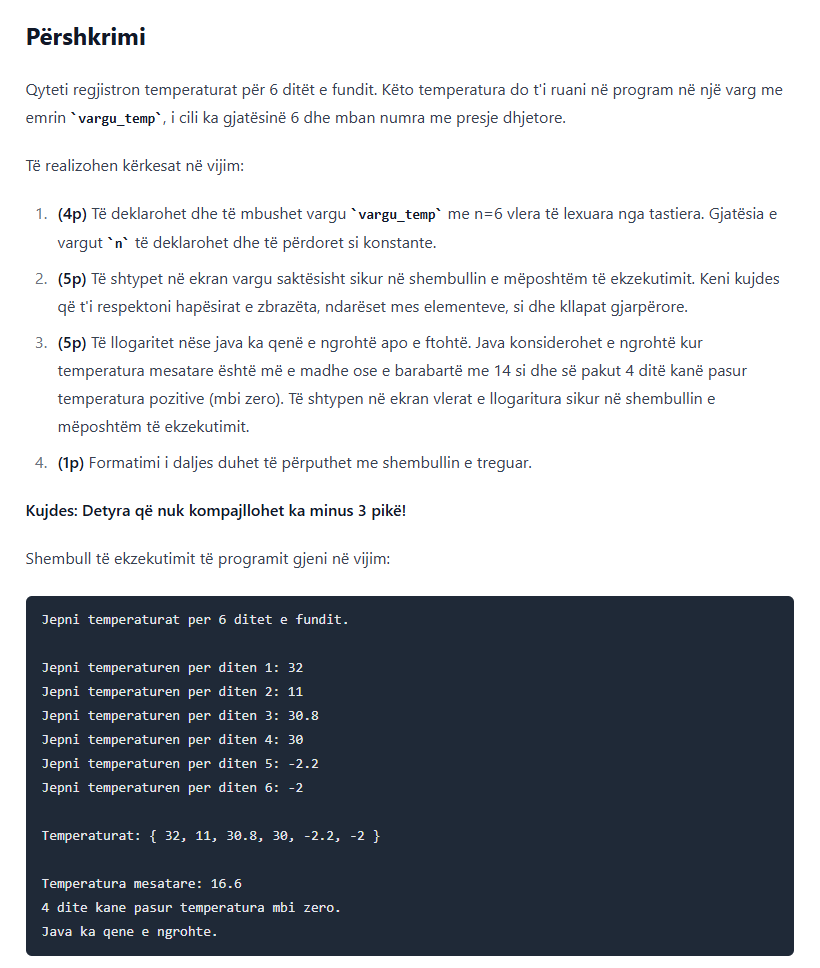 Përshkrimi
Qyteti regjistron temperaturat për 6 ditët e fundit. Këto temperatura do t'i ruani në program në një varg me
emrin `vargu_temp`, i cili ka gjatësinë 6 dhe mban numra me presje dhjetore.
Të realizohen kërkesat në vijim:
1. (4p) Të deklarohet dhe të mbushet vargu `vargu_temp` me n=6 vlera të lexuara nga tastiera. Gjatësia e
vargut `n` të deklarohet dhe të përdoret si konstante.
2. (5p) Të shtypet në ekran vargu saktësisht sikur në shembullin e mëposhtëm të ekzekutimit. Keni kujdes
që t'i respektoni hapësirat e zbrazëta, ndarëset mes elementeve, si dhe kllapat gjarpërore.
3. (5p) Të llogaritet nëse java ka qenë e ngrohtë apo e ftohtë. Java konsiderohet e ngrohtë kur
temperatura mesatare është më e madhe ose e barabartë me 14 si dhe së pakut 4 ditë kanë pasur
temperatura pozitive (mbi zero). Të shtypen në ekran vlerat e llogaritura sikur në shembullin e
mëposhtëm të ekzekutimit.
4. (1p) Formatimi i daljes duhet të përputhet me shembullin e treguar.
Kujdes: Detyra që nuk kompajllohet ka minus 3 pikë!
Shembull të ekzekutimit të programit gjeni në vijim:
Jepni temperaturat per 6 ditet e fundit.
Jepni temperaturen per diten 1: 32
Jepni temperaturen per diten 2: 11
Jepni temperaturen per diten 3: 30.8
Jepni temperaturen per diten 4: 30
Jepni temperaturen per diten 5: -2.2
Jepni temperaturen per diten 6: -2
Temperaturat: { 32, 11, 30.8, 30, -2.2, -2 }
Temperatura mesatare: 16.6
4 dite kane pasur temperatura mbi zero.
Java ka qene e ngrohte.